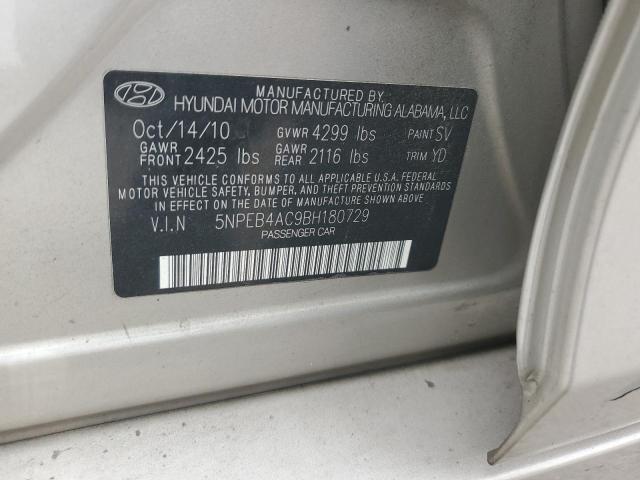 MANUFACTURED BY
HYUNDAI MOTOR MANUFACTURING ALABAMA, LLC
Oct/14/10 GVWR 4299 lbs PAINT SV
GAWR FRONT 2425 lbs GAWR REAR 2116 lbs TRIM YD
THIS VEHICLE CONFORMS TO ALL APPLICABLE U.S.A. FEDERAL
MOTOR VEHICLE SAFETY, BUMPER, AND THEFT PREVENTION STANDARDS
IN EFFECT ON THE DATE OF MANUFACTURE SHOWN ABOVE.
V.I.N 5NPEB4AC9BH180729
PASSENGER CAR